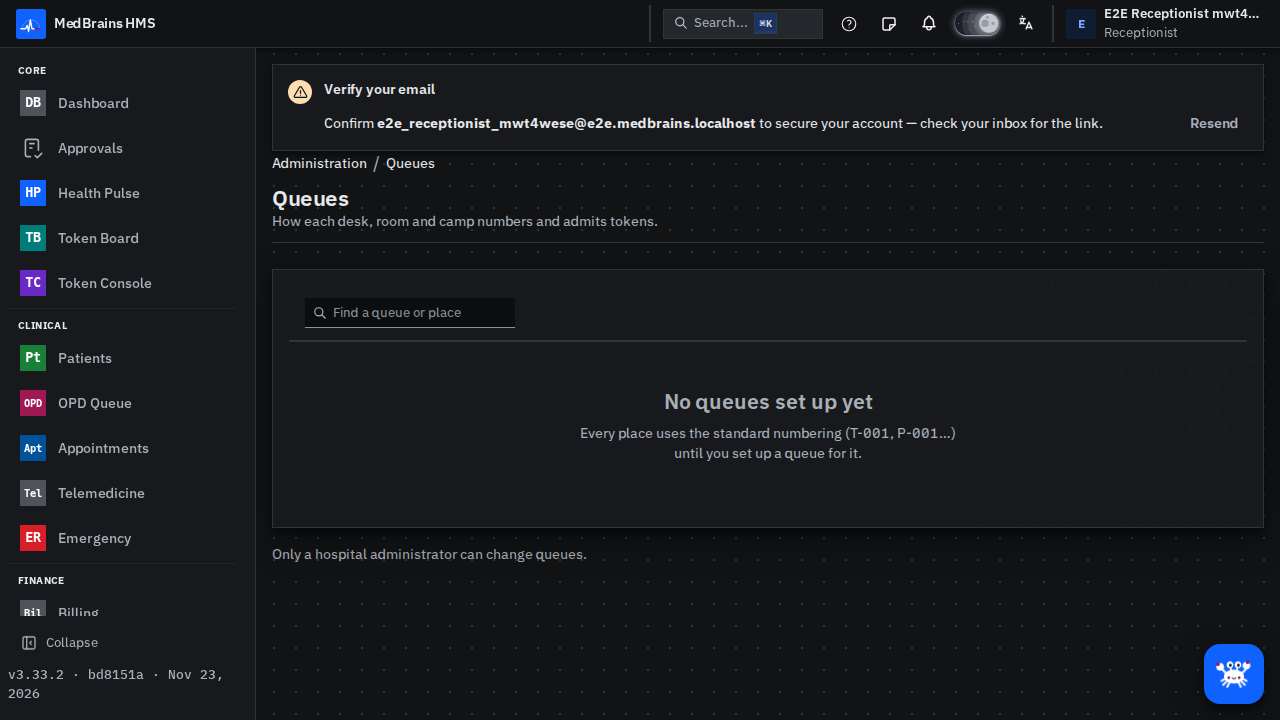 MedBrains HMS
Search...
⌘K
E
E2E Receptionist mwt4...
Receptionist
CORE
DB Dashboard
Approvals
HP Health Pulse
TB Token Board
TC Token Console
CLINICAL
Pt Patients
OPD OPD Queue
Apt Appointments
Tel Telemedicine
ER Emergency
FINANCE
Bil Billing
Collapse
v3.33.2 · bd8151a · Nov 23,
2026
Verify your email
Confirm e2e_receptionist_mwt4wese@e2e.medbrains.localhost to secure your account — check your inbox for the link.
Resend
Administration / Queues
Queues
How each desk, room and camp numbers and admits tokens.
Find a queue or place
No queues set up yet
Every place uses the standard numbering (T-001, P-001…)
until you set up a queue for it.
Only a hospital administrator can change queues.